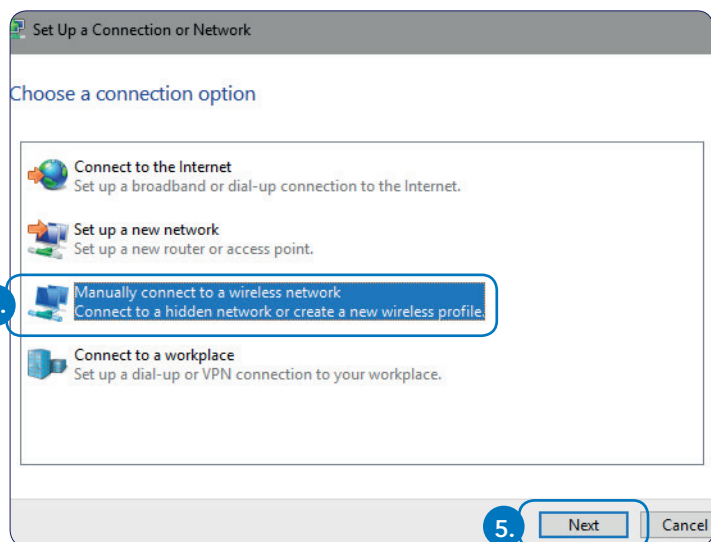 Set Up a Connection or Network
Choose a connection option
Connect to the Internet
Set up a broadband or dial-up connection to the Internet.
Set up a new network
Set up a new router or access point.
Manually connect to a wireless network
Connect to a hidden network or create a new wireless profile.
Connect to a workplace
Set up a dial-up or VPN connection to your workplace.
5.
Next
Cancel